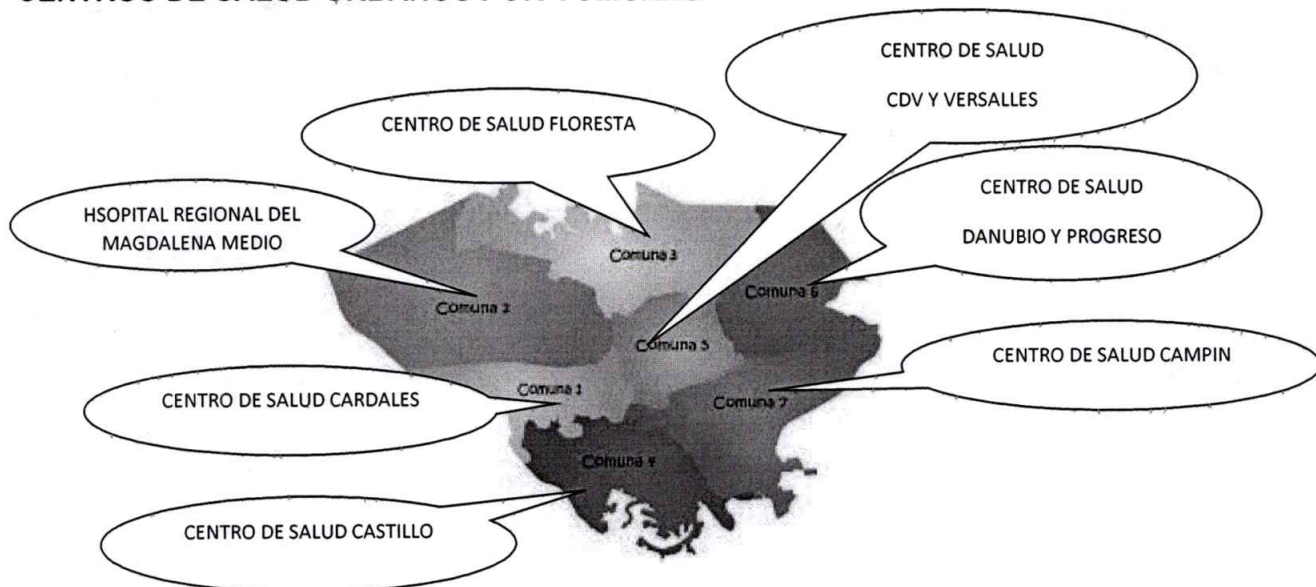 CENTRO DE SALUD
CDV Y VERSALLES
CENTRO DE SALUD FLORESTA
CENTRO DE SALUD
DANUBIO Y PROGRESO
HSOPITAL REGIONAL DEL
MAGDALENA MEDIO
Comuna 3
Comuna 6
Comuna 2
Comuna 5
CENTRO DE SALUD CAMPIN
Comuna 1
Comuna 7
CENTRO DE SALUD CARDALES
Comuna 4
CENTRO DE SALUD CASTILLO